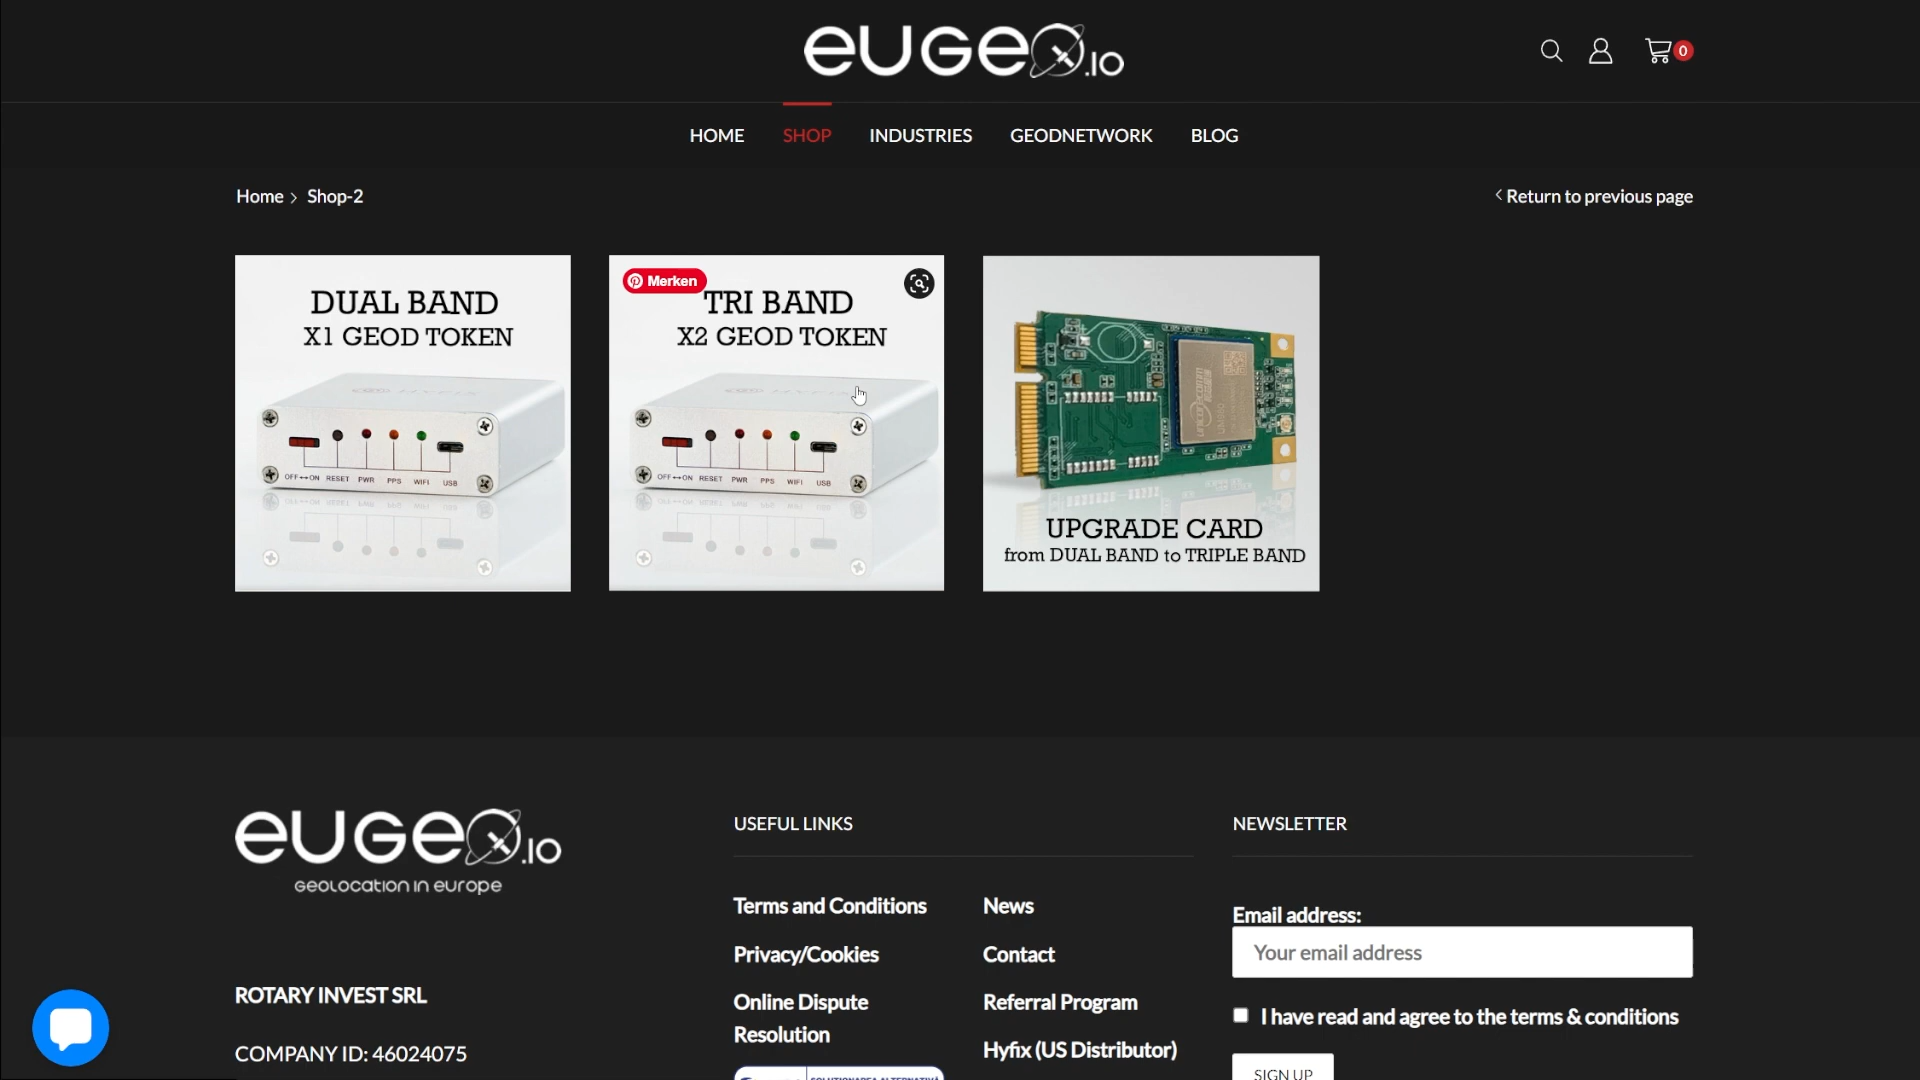 eUGeo.io
0
HOME
SHOP
INDUSTRIES
GEODNETWORK
BLOG
Home > Shop-2
< Return to previous page
DUAL BAND
X1 GEOD TOKEN
OFF↔ON RESET PWR PPS WIFI USB
Merken
TRI BAND
X2 GEOD TOKEN
OFF↔ON RESET PWR PPS WIFI USB
unicorecomm
UPGRADE CARD
from DUAL BAND to TRIPLE BAND
eUGeo.io
GeoLocation in europe
ROTARY INVEST SRL
COMPANY ID: 46024075
USEFUL LINKS
Terms and Conditions
Privacy/Cookies
Online Dispute
Resolution
News
Contact
Referral Program
Hyfix (US Distributor)
NEWSLETTER
Email address:
Your email address
I have read and agree to the terms & conditions
SIGN UP